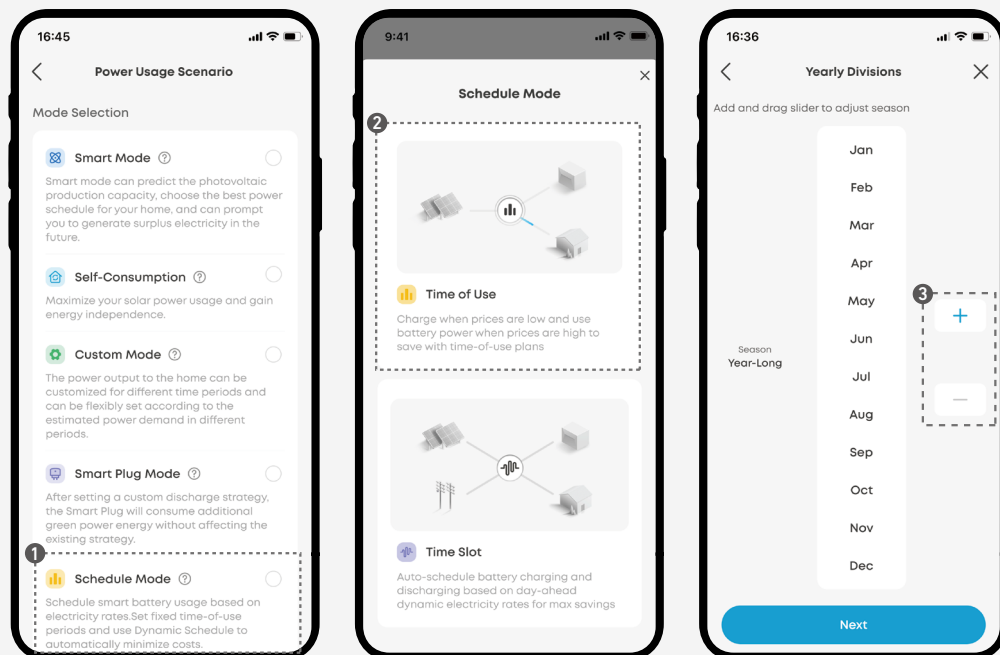 16:45
Power Usage Scenario
Mode Selection
Smart Mode ?
Smart mode can predict the photovoltaic
production capacity, choose the best power
schedule for your home, and can prompt
you to generate surplus electricity in the
future.
Self-Consumption ?
Maximize your solar power usage and gain
energy independence.
Custom Mode ?
The power output to the home can be
customized for different time periods and
can be flexibly set according to the
estimated power demand in different
periods.
Smart Plug Mode ?
After setting a custom discharge strategy,
the Smart Plug will consume additional
green power energy without affecting the
existing strategy.
1
Schedule Mode ?
Schedule smart battery usage based on
electricity rates.Set fixed time-of-use
periods and use Dynamic Schedule to
automatically minimize costs.
9:41
Schedule Mode
2
Time of Use
Charge when prices are low and use
battery power when prices are high to
save with time-of-use plans
Time Slot
Auto-schedule battery charging and
discharging based on day-ahead
dynamic electricity rates for max savings
16:36
Yearly Divisions
Add and drag slider to adjust season
Season
Year-Long
Jan
Feb
Mar
Apr
May
Jun
Jul
Aug
Sep
Oct
Nov
Dec
3
+
−
Next